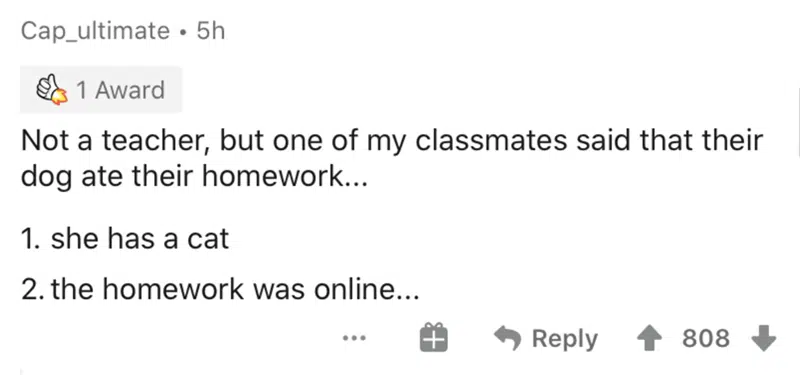 Cap_ultimate • 5h
1 Award
Not a teacher, but one of my classmates said that their
dog ate their homework...
1. she has a cat
2. the homework was online...
... Reply 808